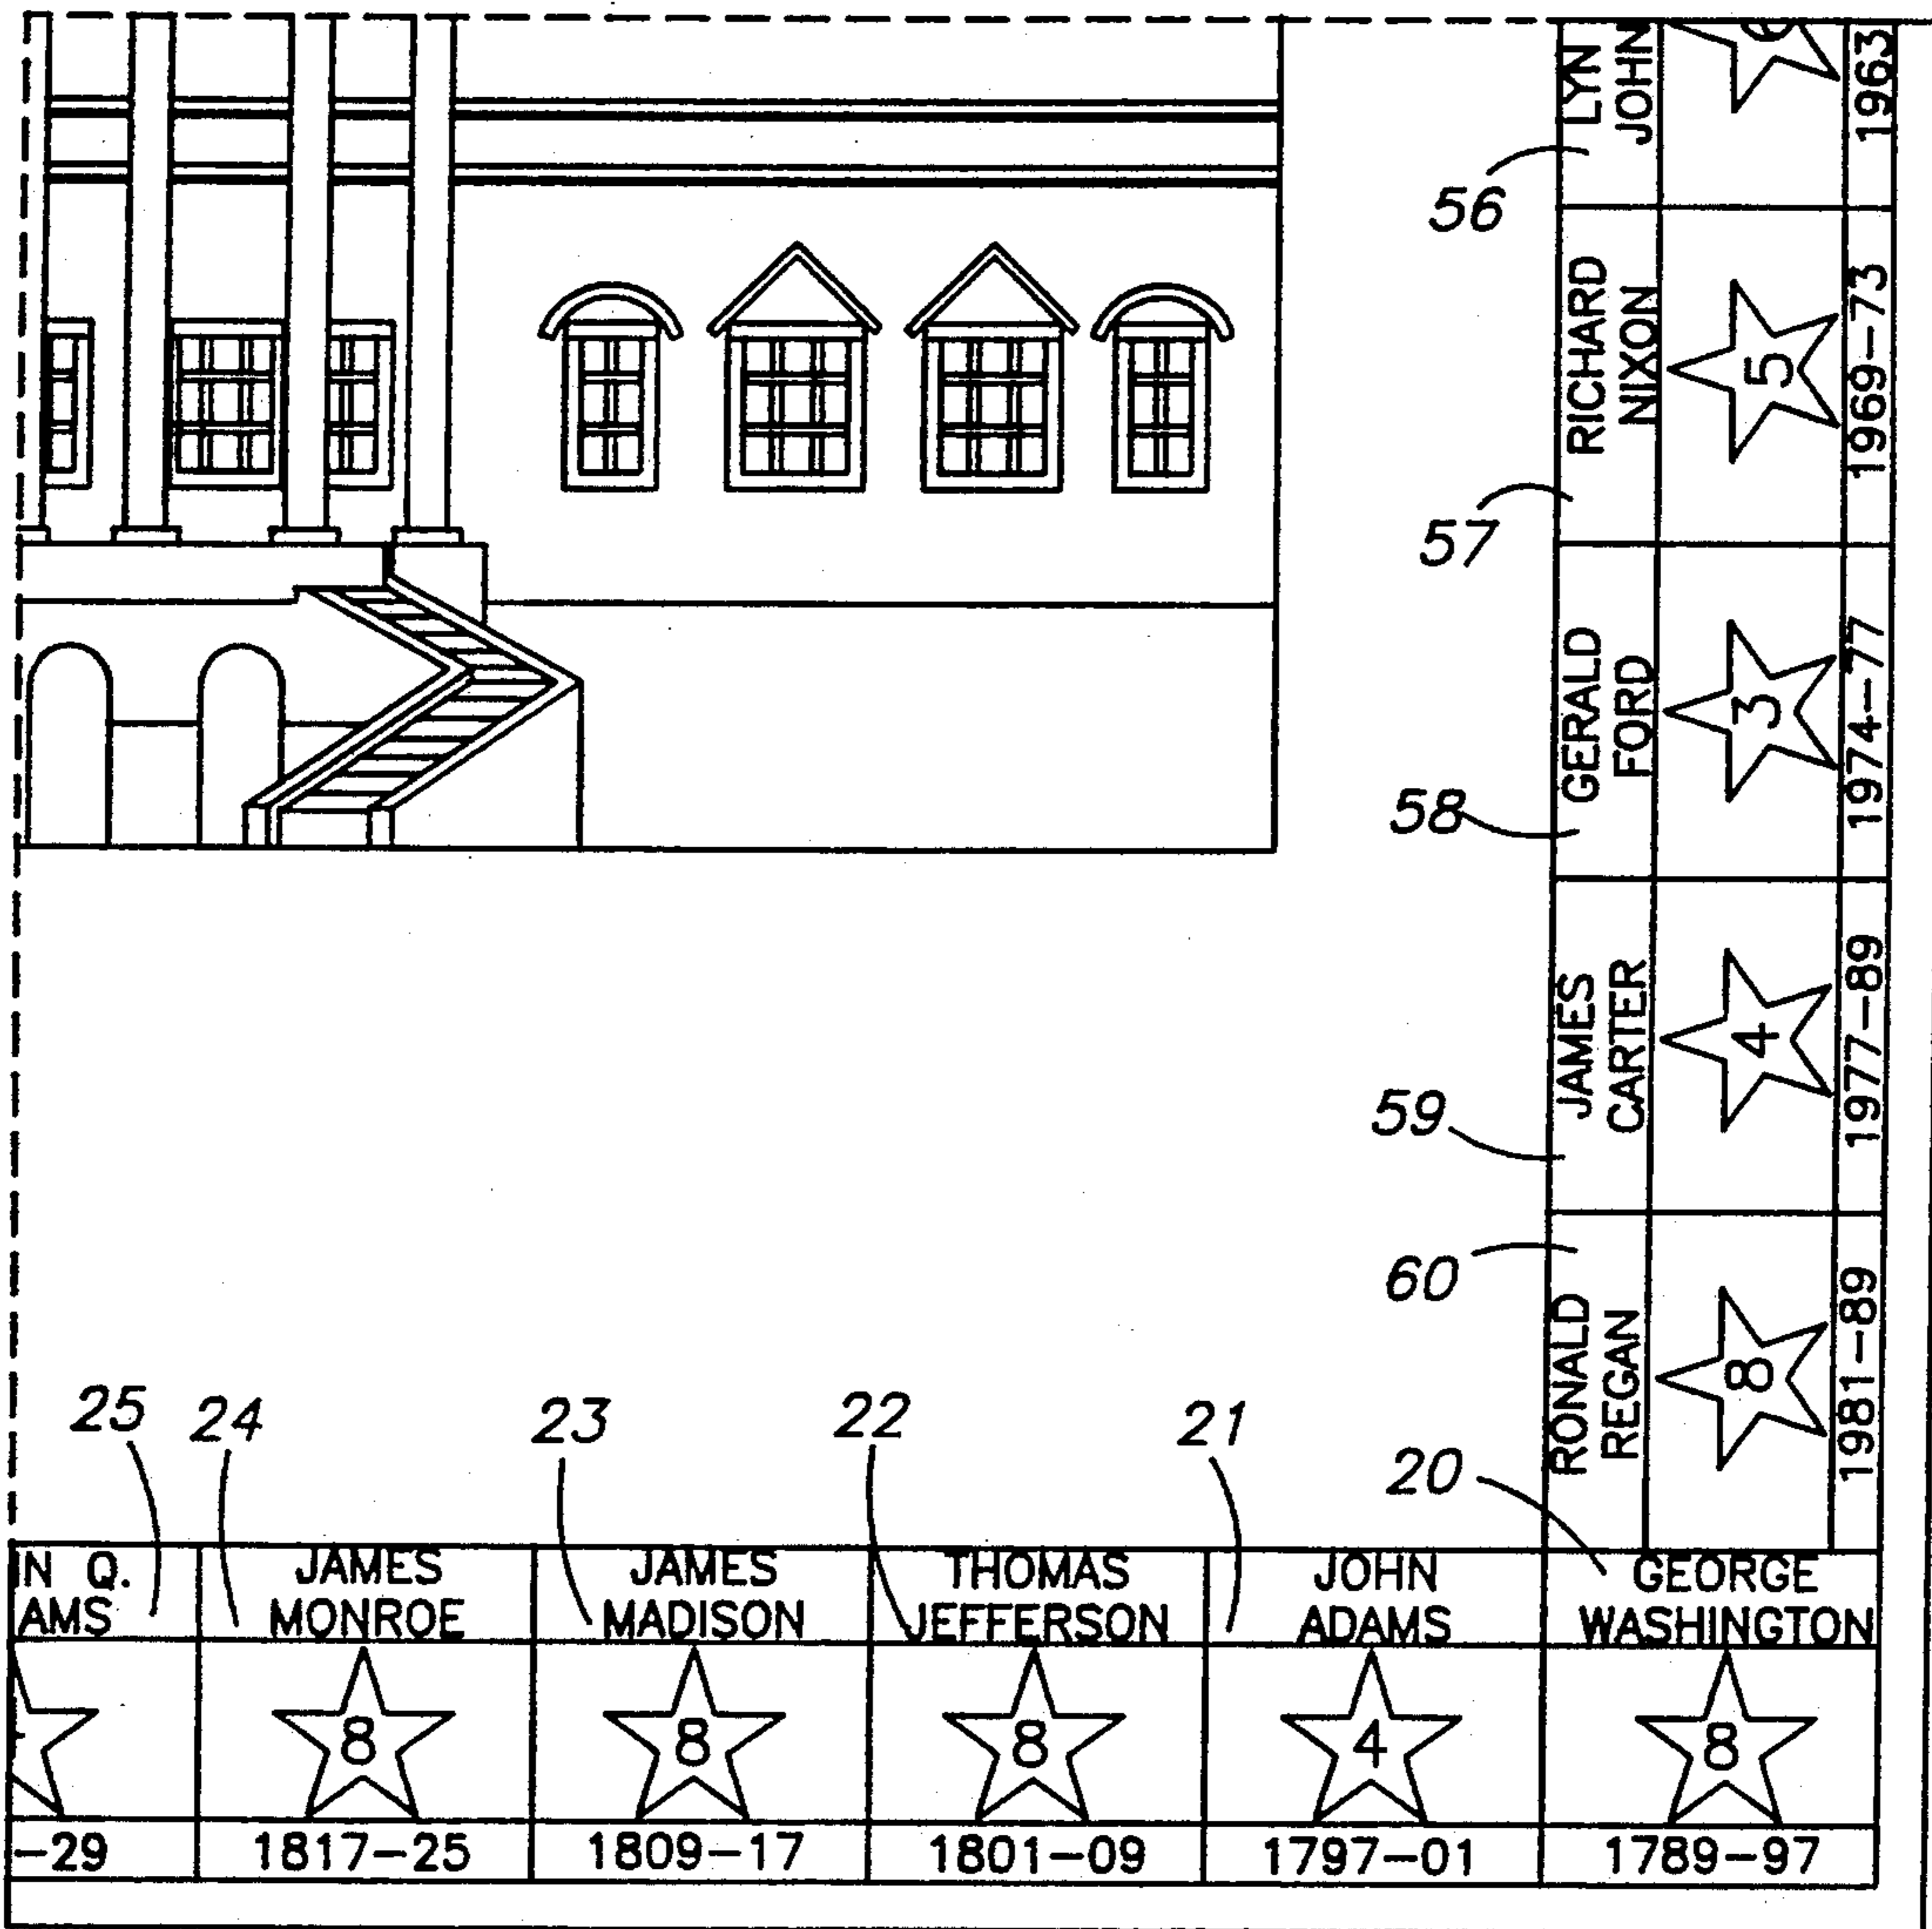 LYN
JOHN
6
1963
56
RICHARD
NIXON
5
1969-73
57
GERALD
FORD
3
1974-77
58
JAMES
CARTER
4
1977-89
59
RONALD
REGAN
8
1981-89
60
25
24
23
22
21
20
N Q.
AMS
-29
JAMES
MONROE
8
1817-25
JAMES
MADISON
8
1809-17
THOMAS
JEFFERSON
8
1801-09
JOHN
ADAMS
4
1797-01
GEORGE
WASHINGTON
8
1789-97